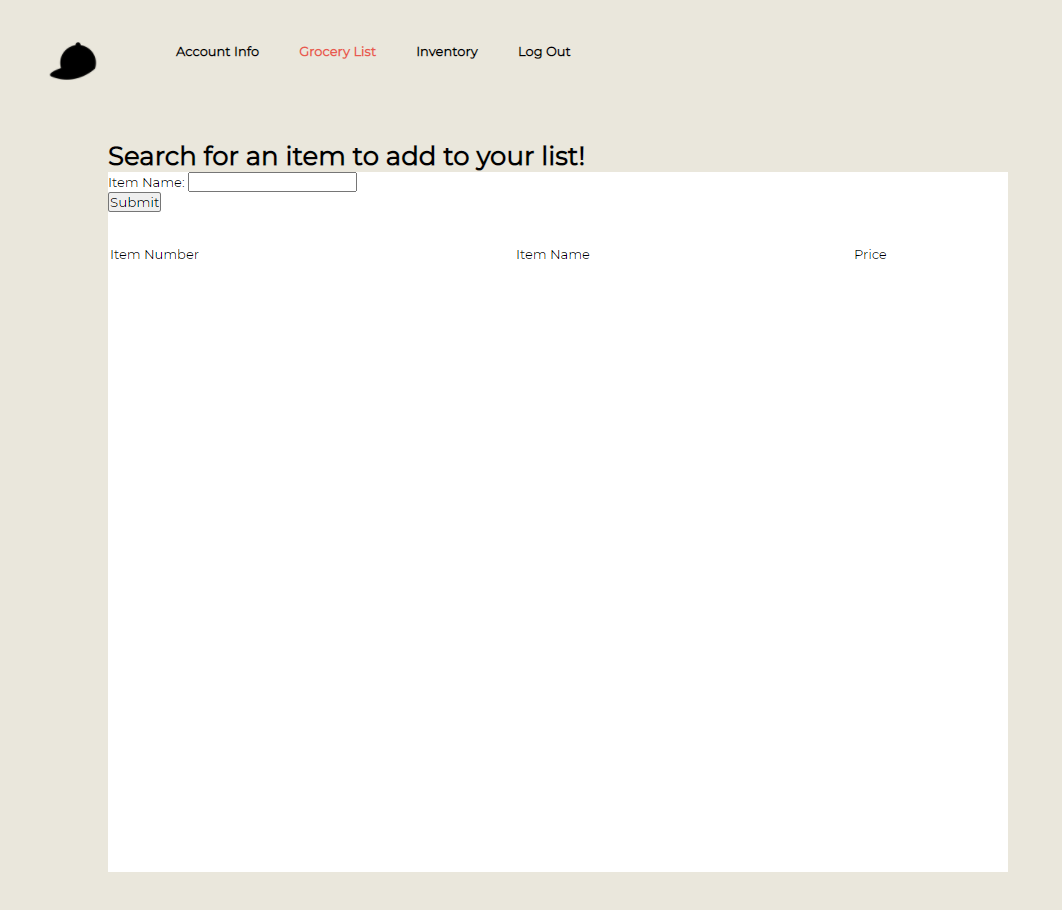 Account Info Grocery List Inventory Log Out
Search for an item to add to your list!
Item Name:
Submit
Item Number Item Name Price